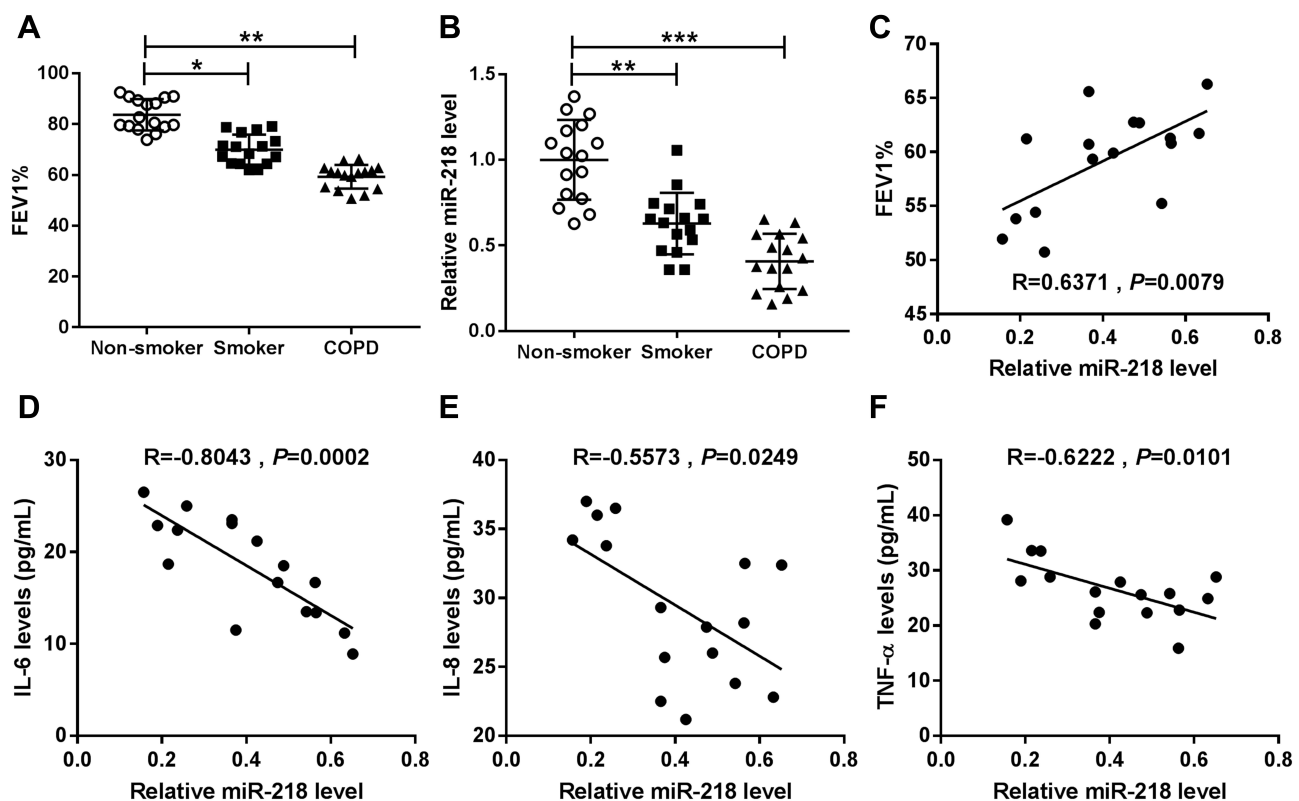 A
**
*
FEV1%
100
80
60
40
20
0
Non-smoker Smoker COPD
B
***
**
Relative miR-218 level
1.5
1.0
0.5
0.0
Non-smoker Smoker COPD
C
FEV1%
70
65
60
55
50
45
R=0.6371 , P=0.0079
0.0 0.2 0.4 0.6 0.8
Relative miR-218 level
D
R=-0.8043 , P=0.0002
IL-6 levels (pg/mL)
30
20
10
0
0.0 0.2 0.4 0.6 0.8
Relative miR-218 level
E
R=-0.5573 , P=0.0249
IL-8 levels (pg/mL)
40
35
30
25
20
0.0 0.2 0.4 0.6 0.8
Relative miR-218 level
F
R=-0.6222 , P=0.0101
TNF-α levels (pg/mL)
50
40
30
20
10
0
0.0 0.2 0.4 0.6 0.8
Relative miR-218 level